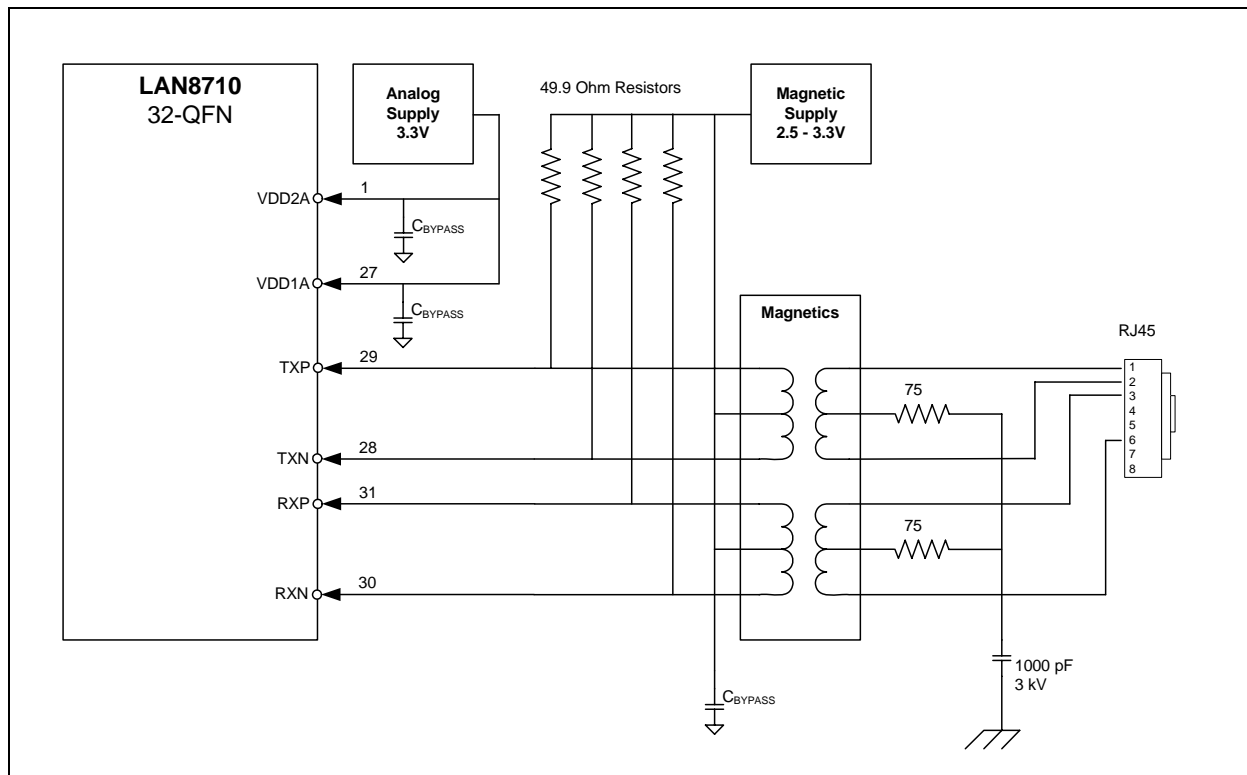 LAN8710
32-QFN
Analog
Supply
3.3V
49.9 Ohm Resistors
Magnetic
Supply
2.5 - 3.3V
VDD2A
1
CBYPASS
VDD1A
27
CBYPASS
Magnetics
RJ45
TXP
29
1
2
3
4
5
6
7
8
75
TXN
28
RXP
31
75
RXN
30
1000 pF
3 kV
CBYPASS